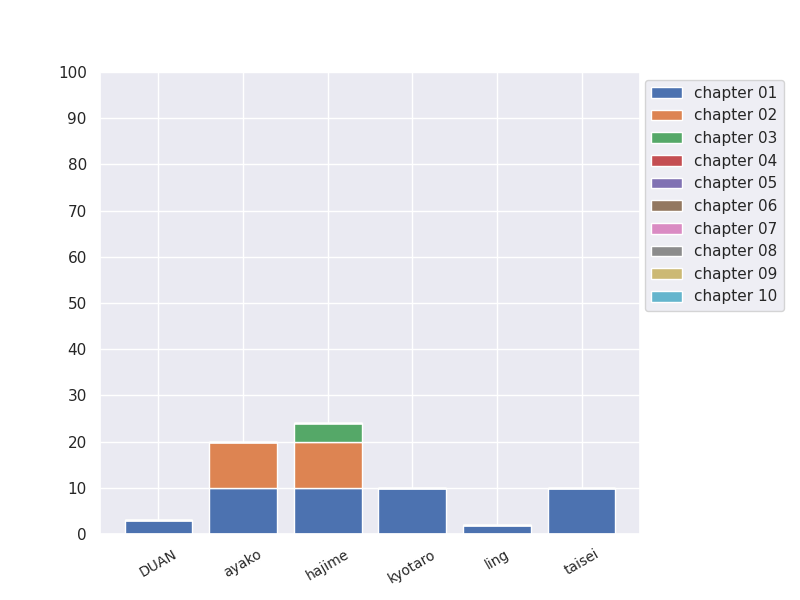 100
90
80
70
60
50
40
30
20
10
0
DUAN
ayako
hajime
kyotaro
ling
taisei
chapter 01
chapter 02
chapter 03
chapter 04
chapter 05
chapter 06
chapter 07
chapter 08
chapter 09
chapter 10